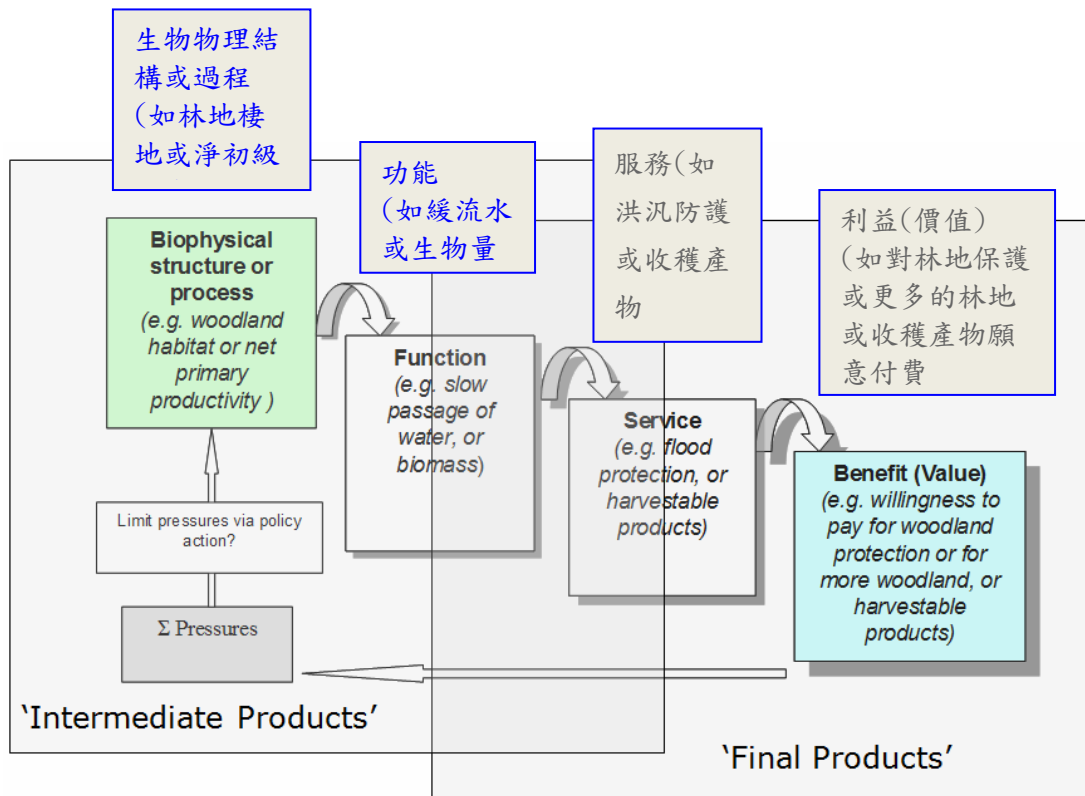 生物物理結
構或過程
(如林地棲
地或淨初級
功能
(如緩流水
或生物量
服務(如
洪汎防護
或收穫產
物
利益(價值)
(如對林地保護
或更多的林地
或收穫產物願
意付費
Biophysical
structure or
process
(e.g. woodland
habitat or net
primary
productivity )
Function
(e.g. slow
passage of
water, or
biomass)
Service
(e.g. flood
protection, or
harvestable
products)
Benefit (Value)
(e.g. willingness to
pay for woodland
protection or for
more woodland, or
harvestable
products)
Limit pressures via policy
action?
Σ Pressures
‘Intermediate Products’
‘Final Products’